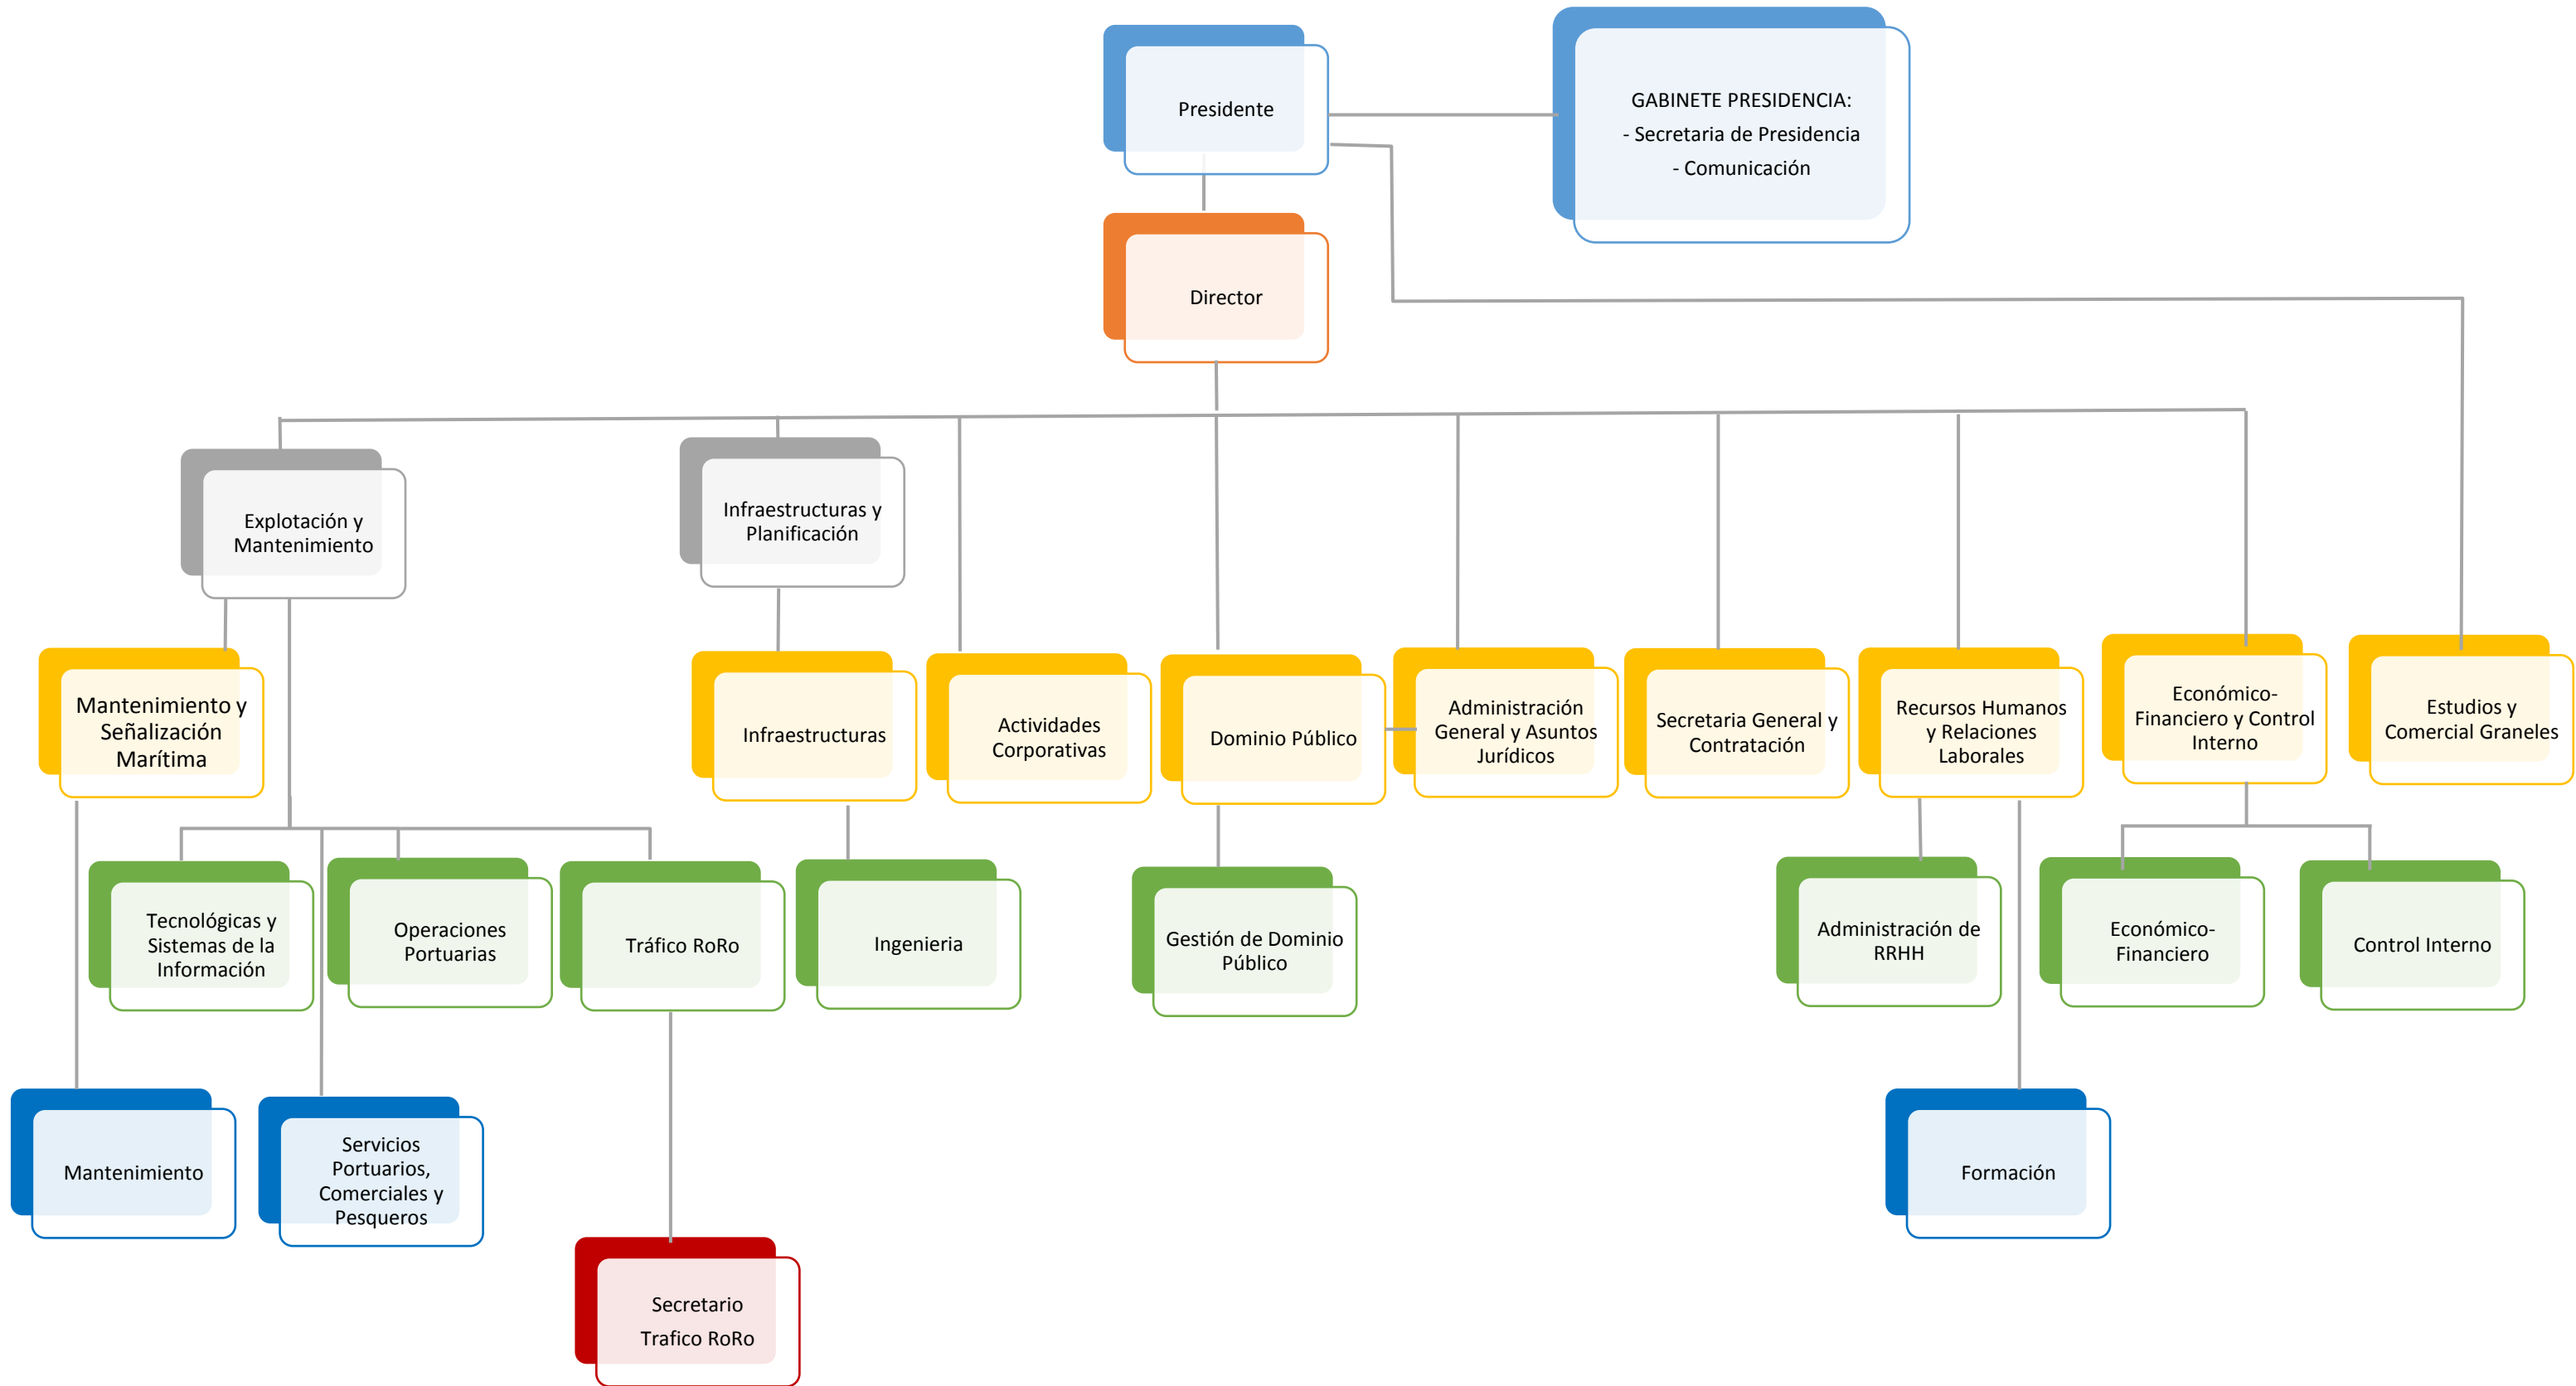 Presidente
GABINETE PRESIDENCIA:
- Secretaria de Presidencia
- Comunicación
Director
Explotación y
Mantenimiento
Infraestructuras y
Planificación
Mantenimiento y
Señalización
Marítima
Infraestructuras
Actividades
Corporativas
Dominio Público
Administración
General y Asuntos
Jurídicos
Secretaria General y
Contratación
Recursos Humanos
y Relaciones
Laborales
Económico-
Financiero y Control
Interno
Estudios y
Comercial Graneles
Tecnológicas y
Sistemas de la
Información
Operaciones
Portuarias
Tráfico RoRo
Ingenieria
Gestión de Dominio
Público
Administración de
RRHH
Económico-
Financiero
Control Interno
Mantenimiento
Servicios
Portuarios,
Comerciales y
Pesqueros
Formación
Secretario
Trafico RoRo